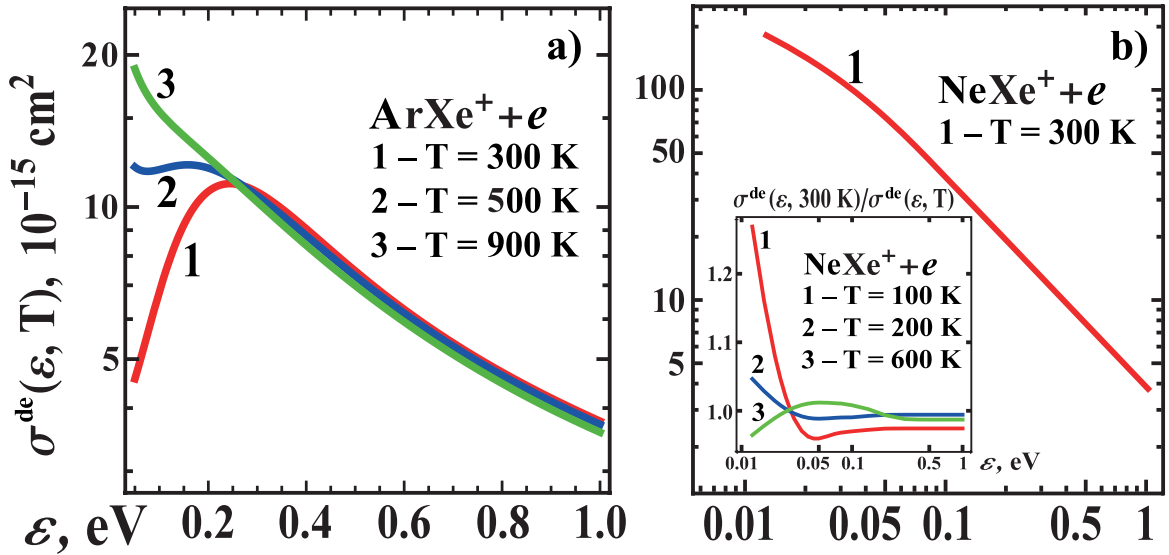 σ^de(ε, T), 10^−15 cm^2
20
10
5
a)
3
2
1
ArXe^+ + e
1 – T = 300 K
2 – T = 500 K
3 – T = 900 K
ε, eV
0.2
0.4
0.6
0.8
1.0
100
50
10
5
b)
1
NeXe^+ + e
1 – T = 300 K
σ^de(ε, 300 K)/σ^de(ε, T)
1.2
1.1
1.0
1
2
3
NeXe^+ + e
1 – T = 100 K
2 – T = 200 K
3 – T = 600 K
0.01
0.05
0.1
0.5
1
ε, eV
0.01
0.05
0.1
0.5
1